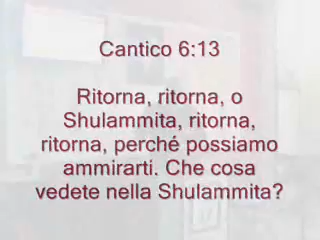 Cantico 6:13
Ritorna, ritorna, o
Shulammita, ritorna,
ritorna, perché possiamo
ammirarti. Che cosa
vedete nella Shulammita?